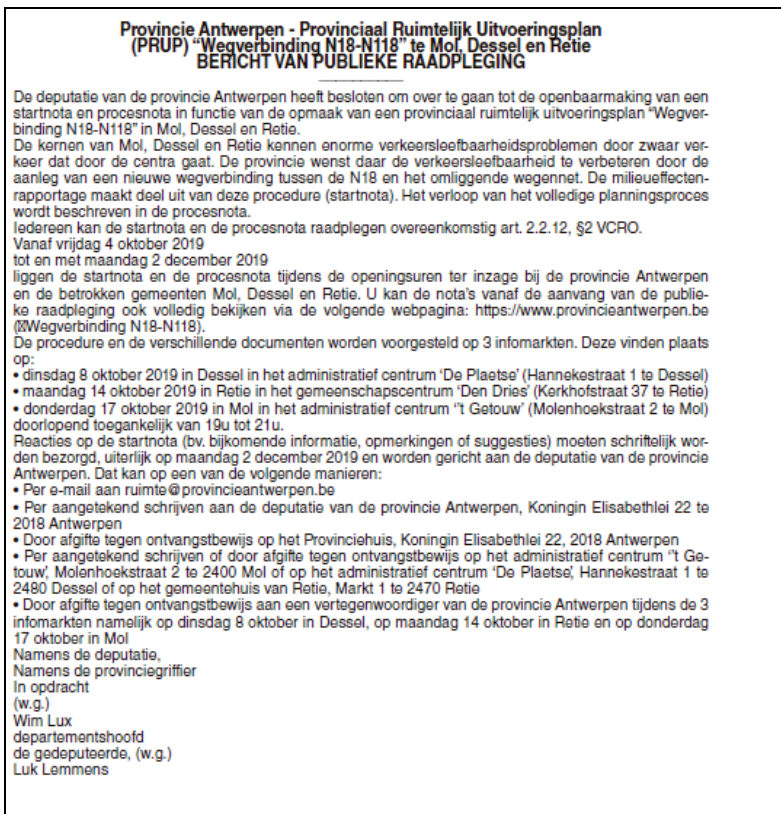 Provincie Antwerpen - Provinciaal Ruimtelijk Uitvoeringsplan
(PRUP) “Wegverbinding N18-N118” te Mol, Dessel en Retie
BERICHT VAN PUBLIEKE RAADPLEGING
De deputatie van de provincie Antwerpen heeft besloten om over te gaan tot de openbaarmaking van een
startnota en procesnota in functie van de opmaak van een provinciaal ruimtelijk uitvoeringsplan “Wegver-
binding N18-N118” in Mol, Dessel en Retie.
De kernen van Mol, Dessel en Retie kennen enorme verkeersleefbaarheidsproblemen door zwaar ver-
keer dat door de centra gaat. De provincie wenst daar de verkeersleefbaarheid te verbeteren door de
aanleg van een nieuwe wegverbinding tussen de N18 en het omliggende wegennet. De milieueffecten-
rapportage maakt deel uit van deze procedure (startnota). Het verloop van het volledige planningsproces
wordt beschreven in de procesnota.
Iedereen kan de startnota en de procesnota raadplegen overeenkomstig art. 2.2.12, §2 VCRO.
Vanaf vrijdag 4 oktober 2019
tot en met maandag 2 december 2019
liggen de startnota en de procesnota tijdens de openingsuren ter inzage bij de provincie Antwerpen
en de betrokken gemeenten Mol, Dessel en Retie. U kan de nota’s vanaf de aanvang van de publie-
ke raadpleging ook volledig bekijken via de volgende webpagina: https://www.provincieantwerpen.be
(Wegverbinding N18-N118).
De procedure en de verschillende documenten worden voorgesteld op 3 infomarkten. Deze vinden plaats
op:
• dinsdag 8 oktober 2019 in Dessel in het administratief centrum ‘De Plaetse’ (Hannekestraat 1 te Dessel)
• maandag 14 oktober 2019 in Retie in het gemeenschapscentrum ‘Den Dries’ (Kerkhofstraat 37 te Retie)
• donderdag 17 oktober 2019 in Mol in het administratief centrum ‘’t Getouw’ (Molenhoekstraat 2 te Mol)
doorlopend toegankelijk van 19u tot 21u.
Reacties op de startnota (bv. bijkomende informatie, opmerkingen of suggesties) moeten schriftelijk wor-
den bezorgd, uiterlijk op maandag 2 december 2019 en worden gericht aan de deputatie van de provincie
Antwerpen. Dat kan op een van de volgende manieren:
• Per e-mail aan ruimte@provincieantwerpen.be
• Per aangetekend schrijven aan de deputatie van de provincie Antwerpen, Koningin Elisabethlei 22 te
2018 Antwerpen
• Door afgifte tegen ontvangstbewijs op het Provinciehuis, Koningin Elisabethlei 22, 2018 Antwerpen
• Per aangetekend schrijven of door afgifte tegen ontvangstbewijs op het administratief centrum ‘’t Ge-
touw’, Molenhoekstraat 2 te 2400 Mol of op het administratief centrum ‘De Plaetse’, Hannekestraat 1 te
2480 Dessel of op het gemeentehuis van Retie, Markt 1 te 2470 Retie
• Door afgifte tegen ontvangstbewijs aan een vertegenwoordiger van de provincie Antwerpen tijdens de 3
infomarkten namelijk op dinsdag 8 oktober in Dessel, op maandag 14 oktober in Retie en op donderdag
17 oktober in Mol
Namens de deputatie,
Namens de provinciegriffier
In opdracht
(w.g.)
Wim Lux
departementshoofd
de gedeputeerde, (w.g.)
Luk Lemmens